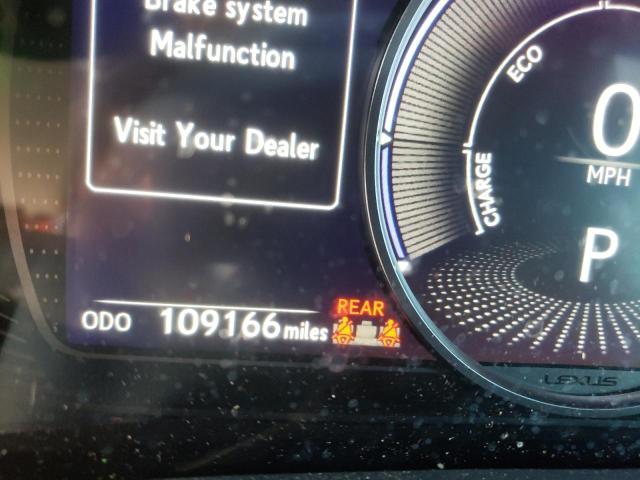 Brake system
Malfunction
Visit Your Dealer
ECO
CHARGE
0
MPH
P
REAR
ODO 109166 miles
LEXUS